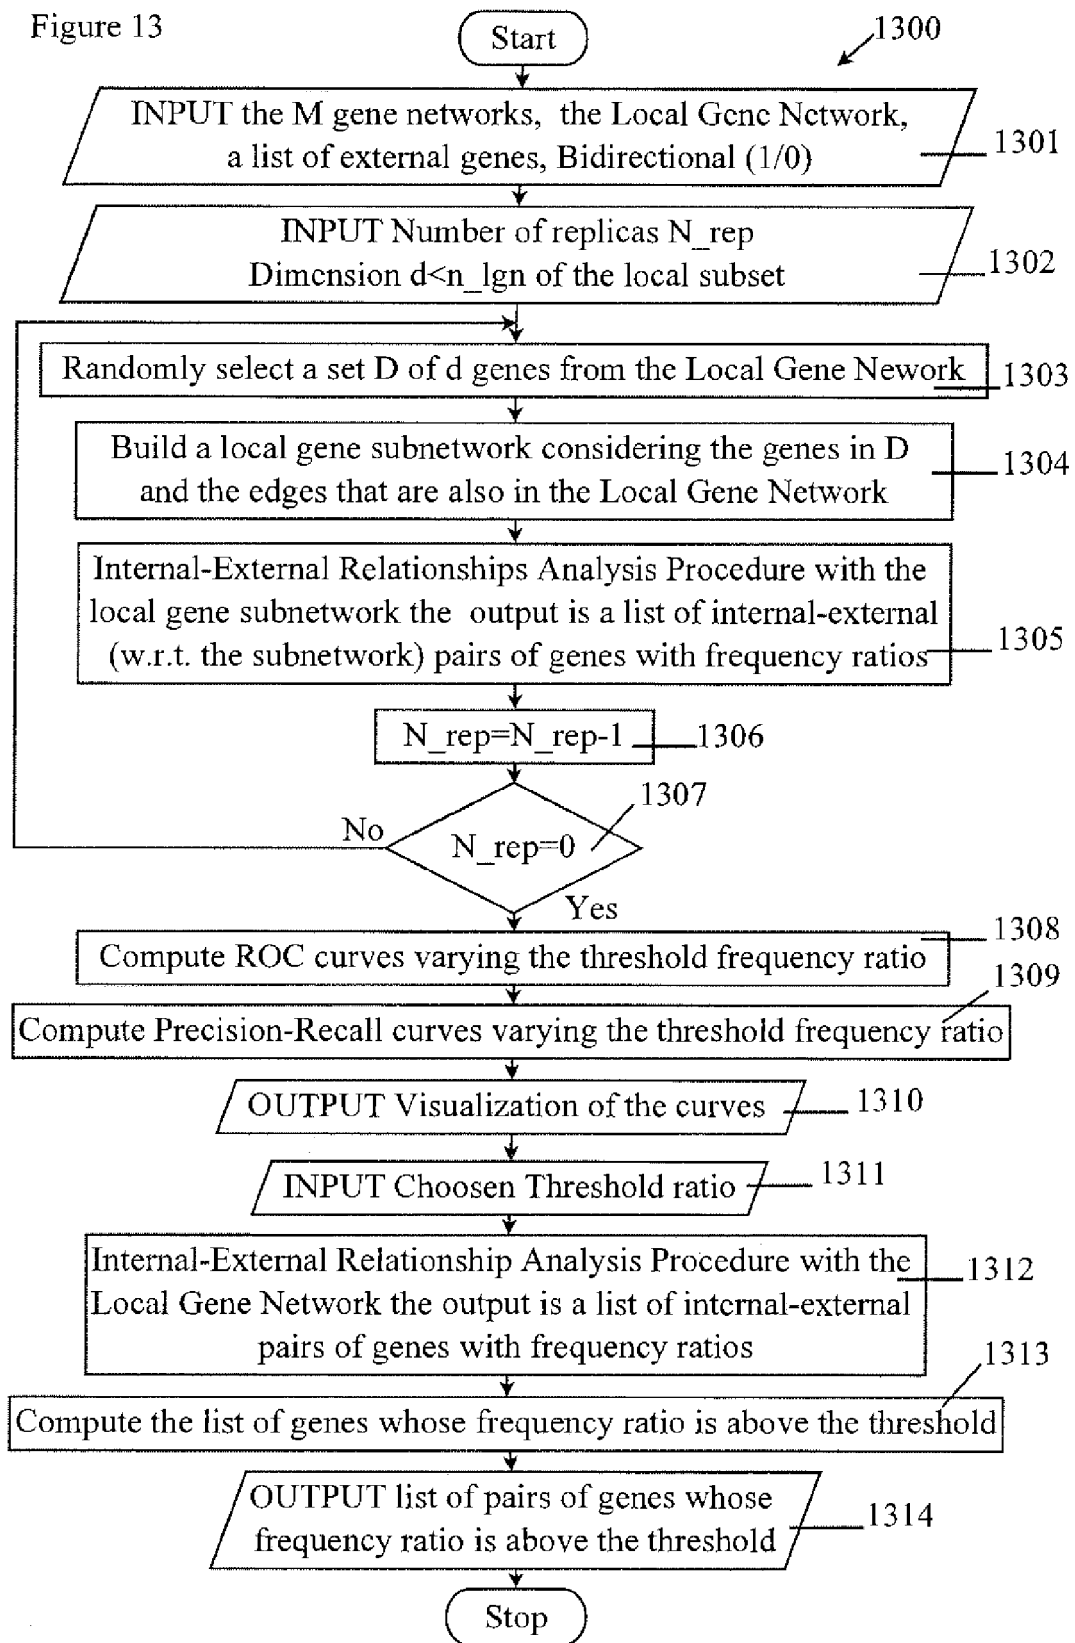 Figure 13
Start
1300
INPUT the M gene networks, the Local Gene Network,
a list of external genes, Bidirectional (1/0)
1301
INPUT Number of replicas N_rep
Dimension d<n_lgn of the local subset
1302
Randomly select a set D of d genes from the Local Gene Nework
1303
Build a local gene subnetwork considering the genes in D
and the edges that are also in the Local Gene Network
1304
Internal-External Relationships Analysis Procedure with the
local gene subnetwork the output is a list of internal-external
(w.r.t. the subnetwork) pairs of genes with frequency ratios
1305
N_rep=N_rep-1
1306
1307
No
N_rep=0
Yes
1308
Compute ROC curves varying the threshold frequency ratio
1309
Compute Precision-Recall curves varying the threshold frequency ratio
OUTPUT Visualization of the curves
1310
INPUT Choosen Threshold ratio
1311
Internal-External Relationship Analysis Procedure with the
Local Gene Network the output is a list of internal-external
pairs of genes with frequency ratios
1312
1313
Compute the list of genes whose frequency ratio is above the threshold
OUTPUT list of pairs of genes whose
frequency ratio is above the threshold
1314
Stop